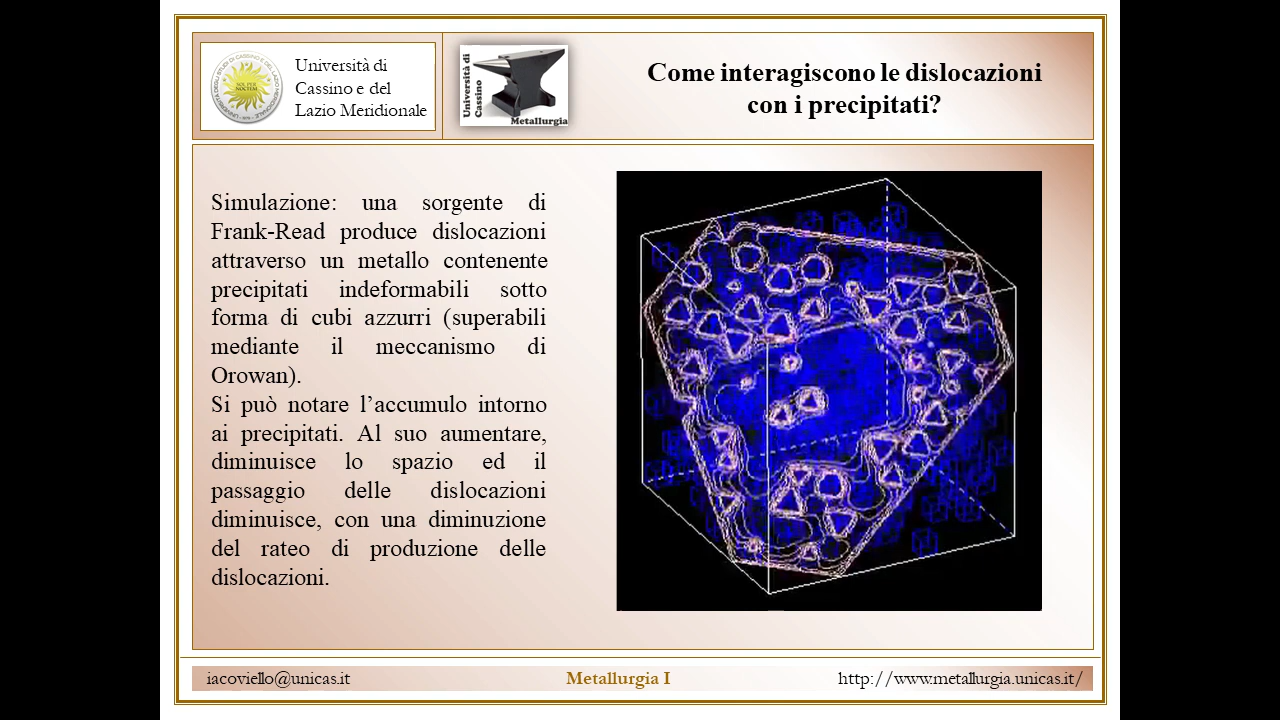 Università di
Cassino e del
Lazio Meridionale
Università di
Cassino
Metallurgia
Come interagiscono le dislocazioni
con i precipitati?
Simulazione: una sorgente di
Frank-Read produce dislocazioni
attraverso un metallo contenente
precipitati indeformabili sotto
forma di cubi azzurri (superabili
mediante il meccanismo di
Orowan).
Si può notare l’accumulo intorno
ai precipitati. Al suo aumentare,
diminuisce lo spazio ed il
passaggio delle dislocazioni
diminuisce, con una diminuzione
del rateo di produzione delle
dislocazioni.
iacoviello@unicas.it
Metallurgia I
http://www.metallurgia.unicas.it/